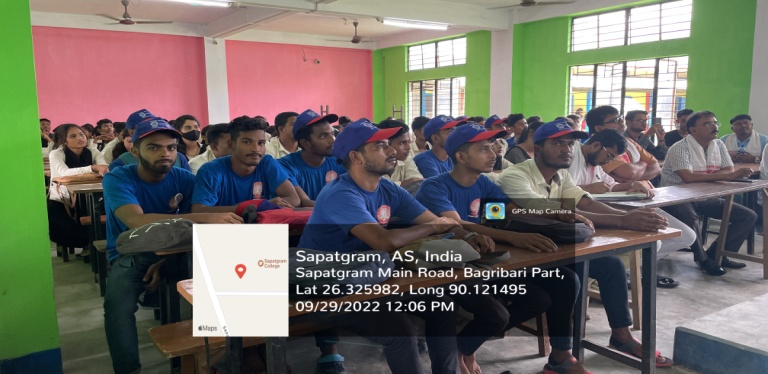 GPS Map Camera
Sapatgram
College
Maps
Sapatgram, AS, India
Sapatgram Main Road, Bagribari Part,
Lat 26.325982, Long 90.121495
09/29/2022 12:06 PM